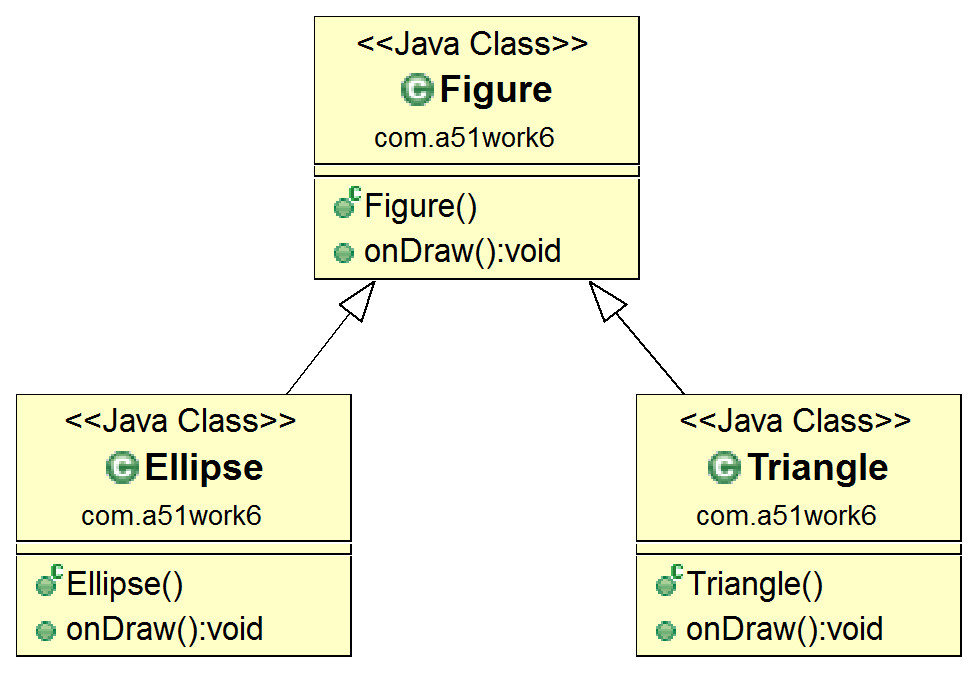 <<Java Class>>
C Figure
com.a51work6
C Figure()
onDraw():void
<<Java Class>>
C Ellipse
com.a51work6
C Ellipse()
onDraw():void
<<Java Class>>
C Triangle
com.a51work6
C Triangle()
onDraw():void